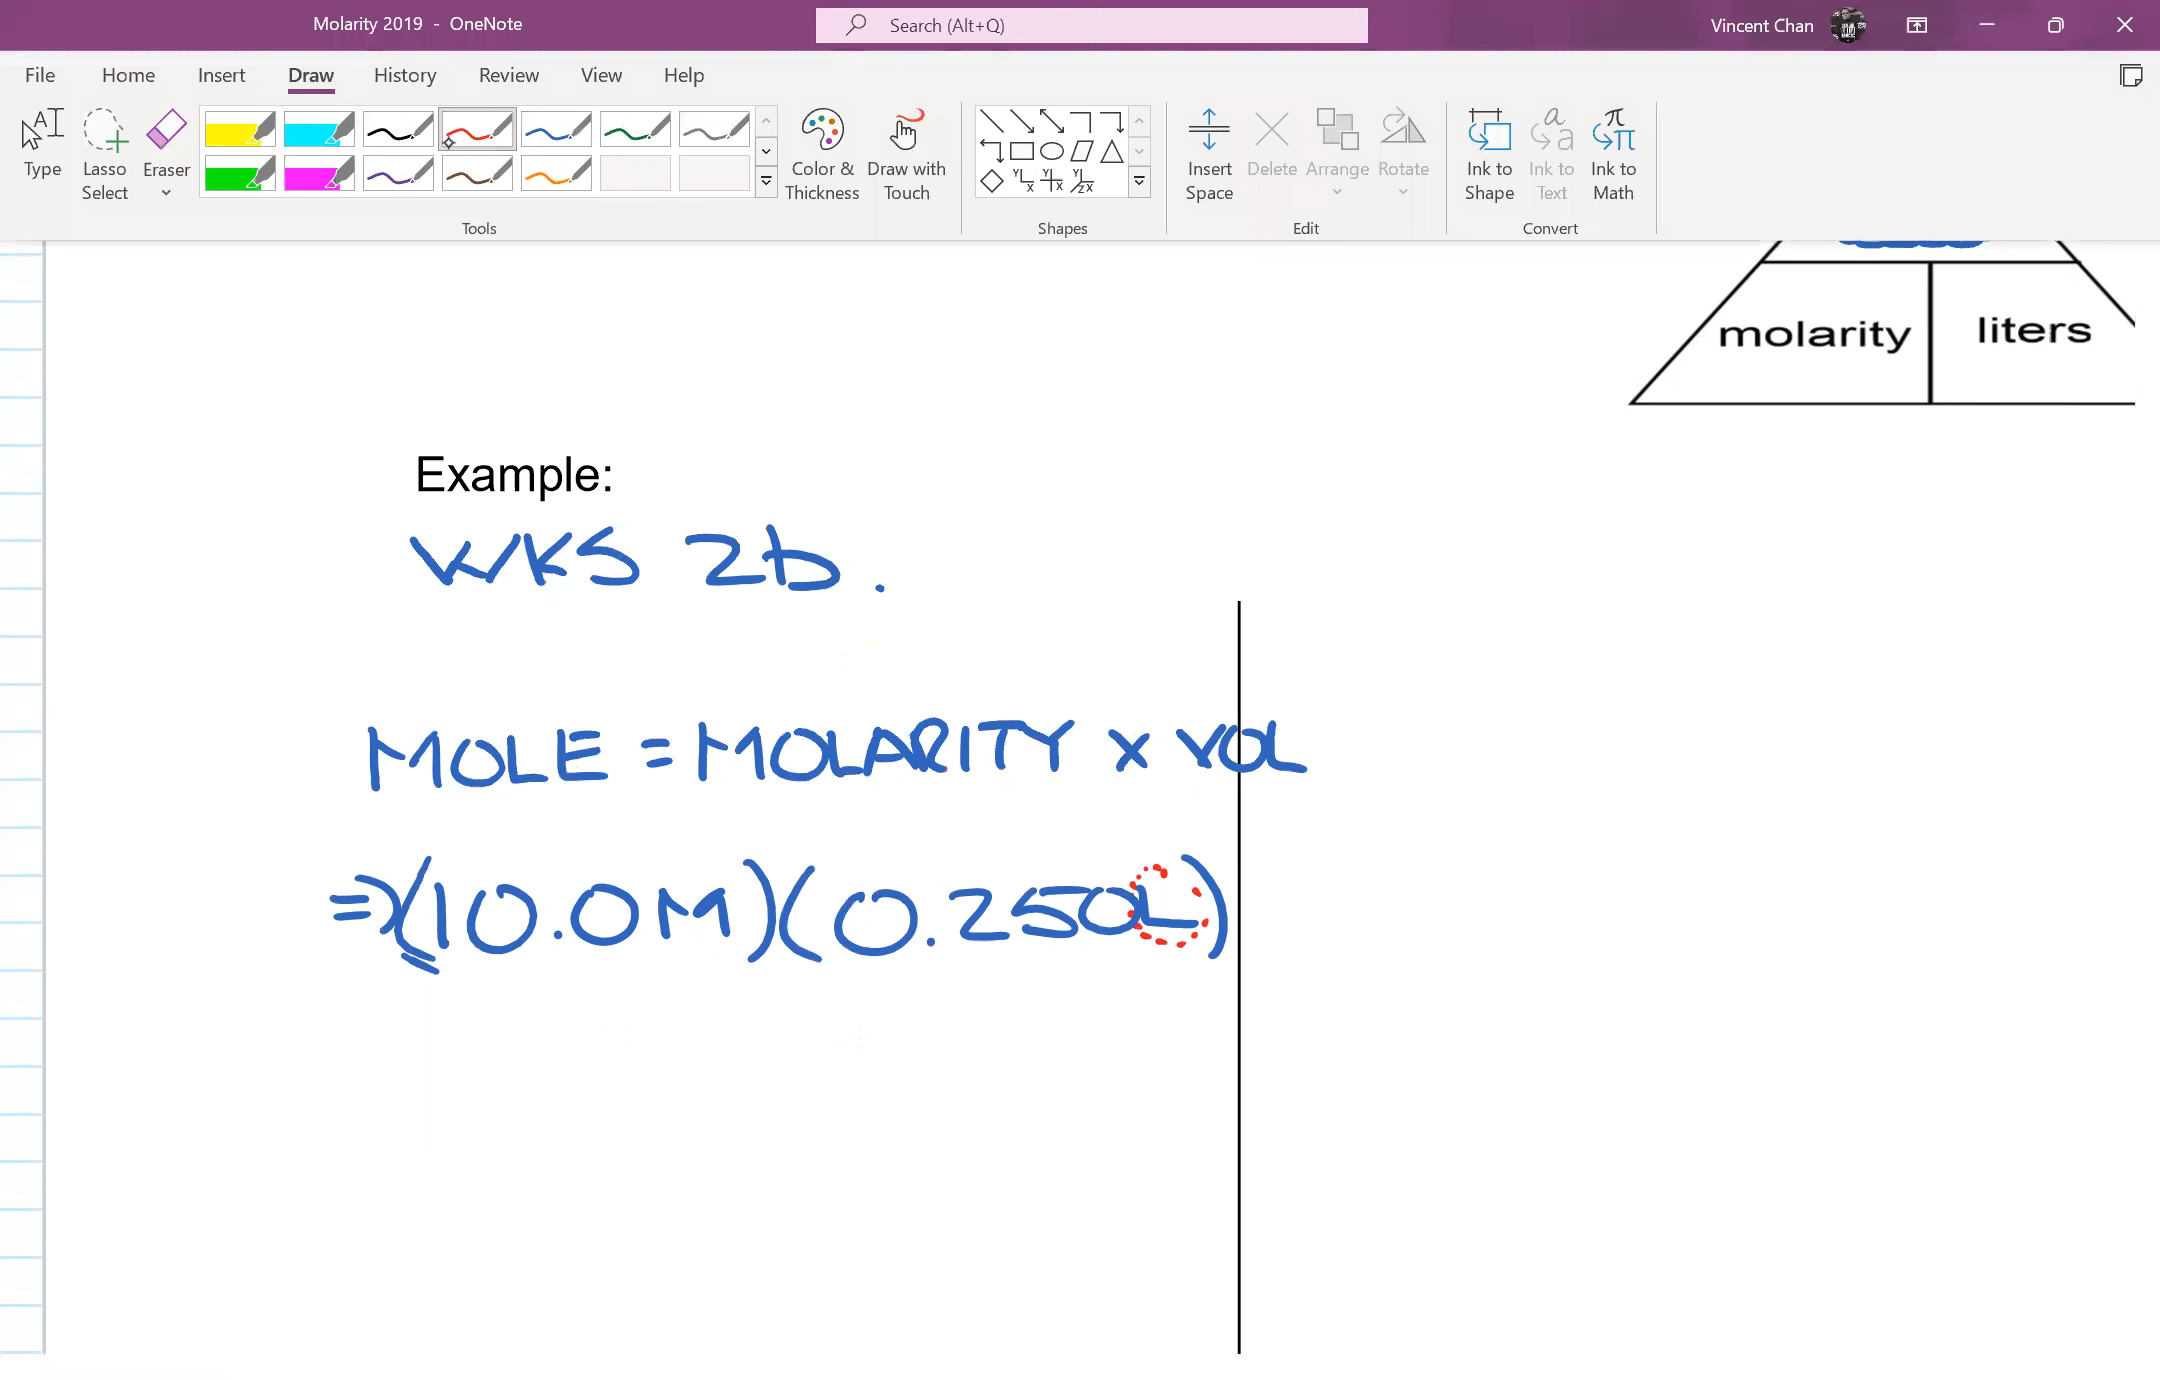 Molarity 2019 - OneNote
Search (Alt+Q)
Vincent Chan
File Home Insert Draw History Review View Help
Type
Lasso Select
Eraser
Color & Thickness
Draw with Touch
Insert Space
Delete
Arrange
Rotate
Ink to Shape
Ink to Text
Ink to Math
Tools Shapes Edit Convert
molarity liters
Example:
WKS 2b.
MOLE = MOLARITY x VOL
=>(10.0M)(0.250L)